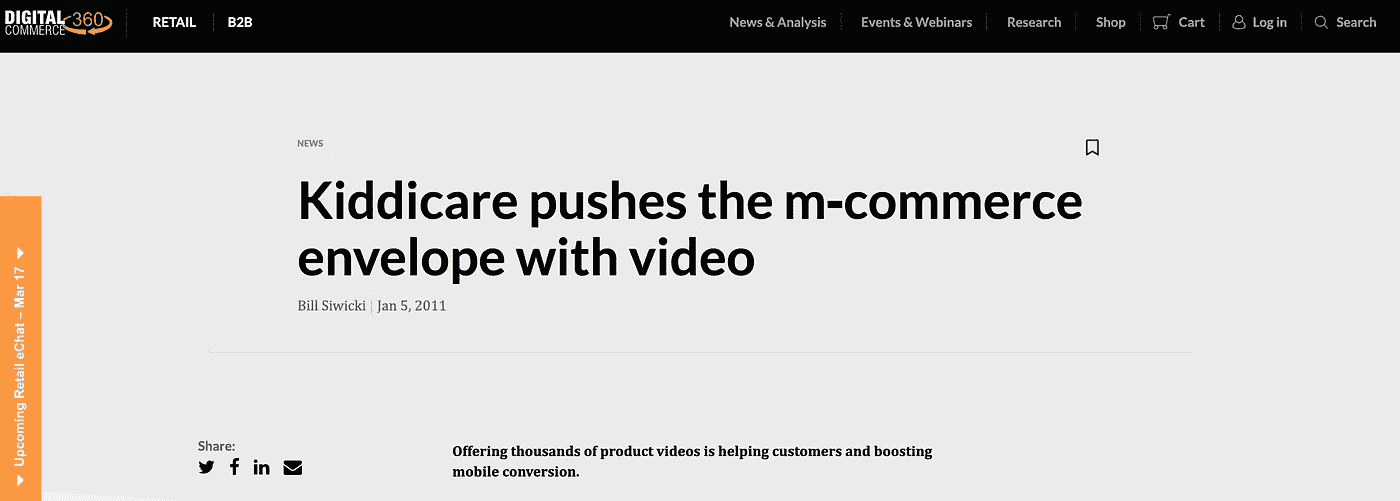 DIGITAL COMMERCE 360
RETAIL
B2B
News & Analysis
Events & Webinars
Research
Shop
Cart
Log in
Search
NEWS
Kiddicare pushes the m-commerce
envelope with video
Bill Siwicki | Jan 5, 2011
Upcoming Retail eChat – Mar 17
Share:
Offering thousands of product videos is helping customers and boosting
mobile conversion.